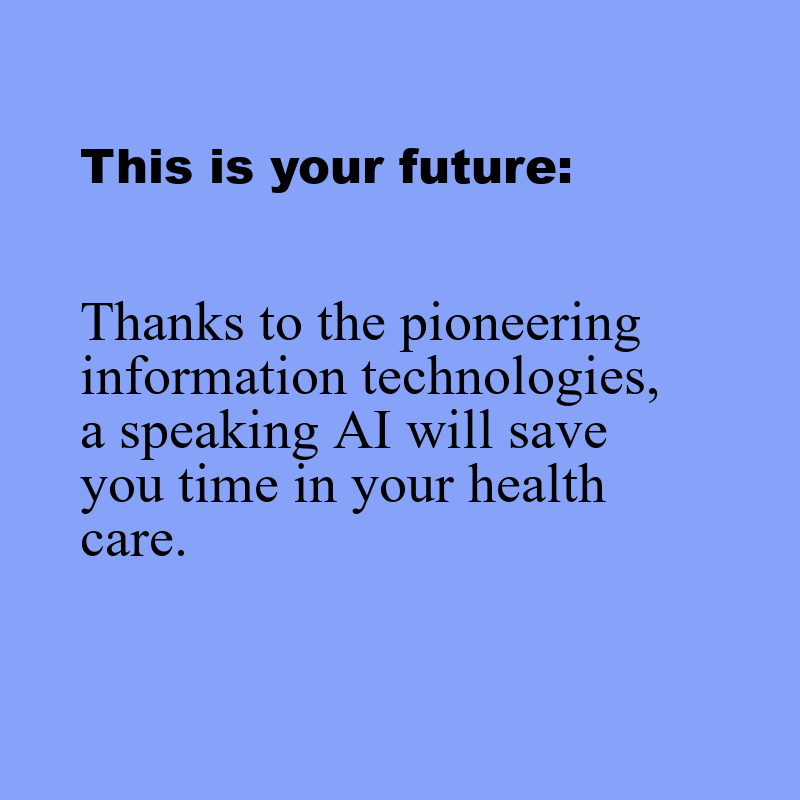 This is your future:
Thanks to the pioneering
information technologies,
a speaking AI will save
you time in your health
care.